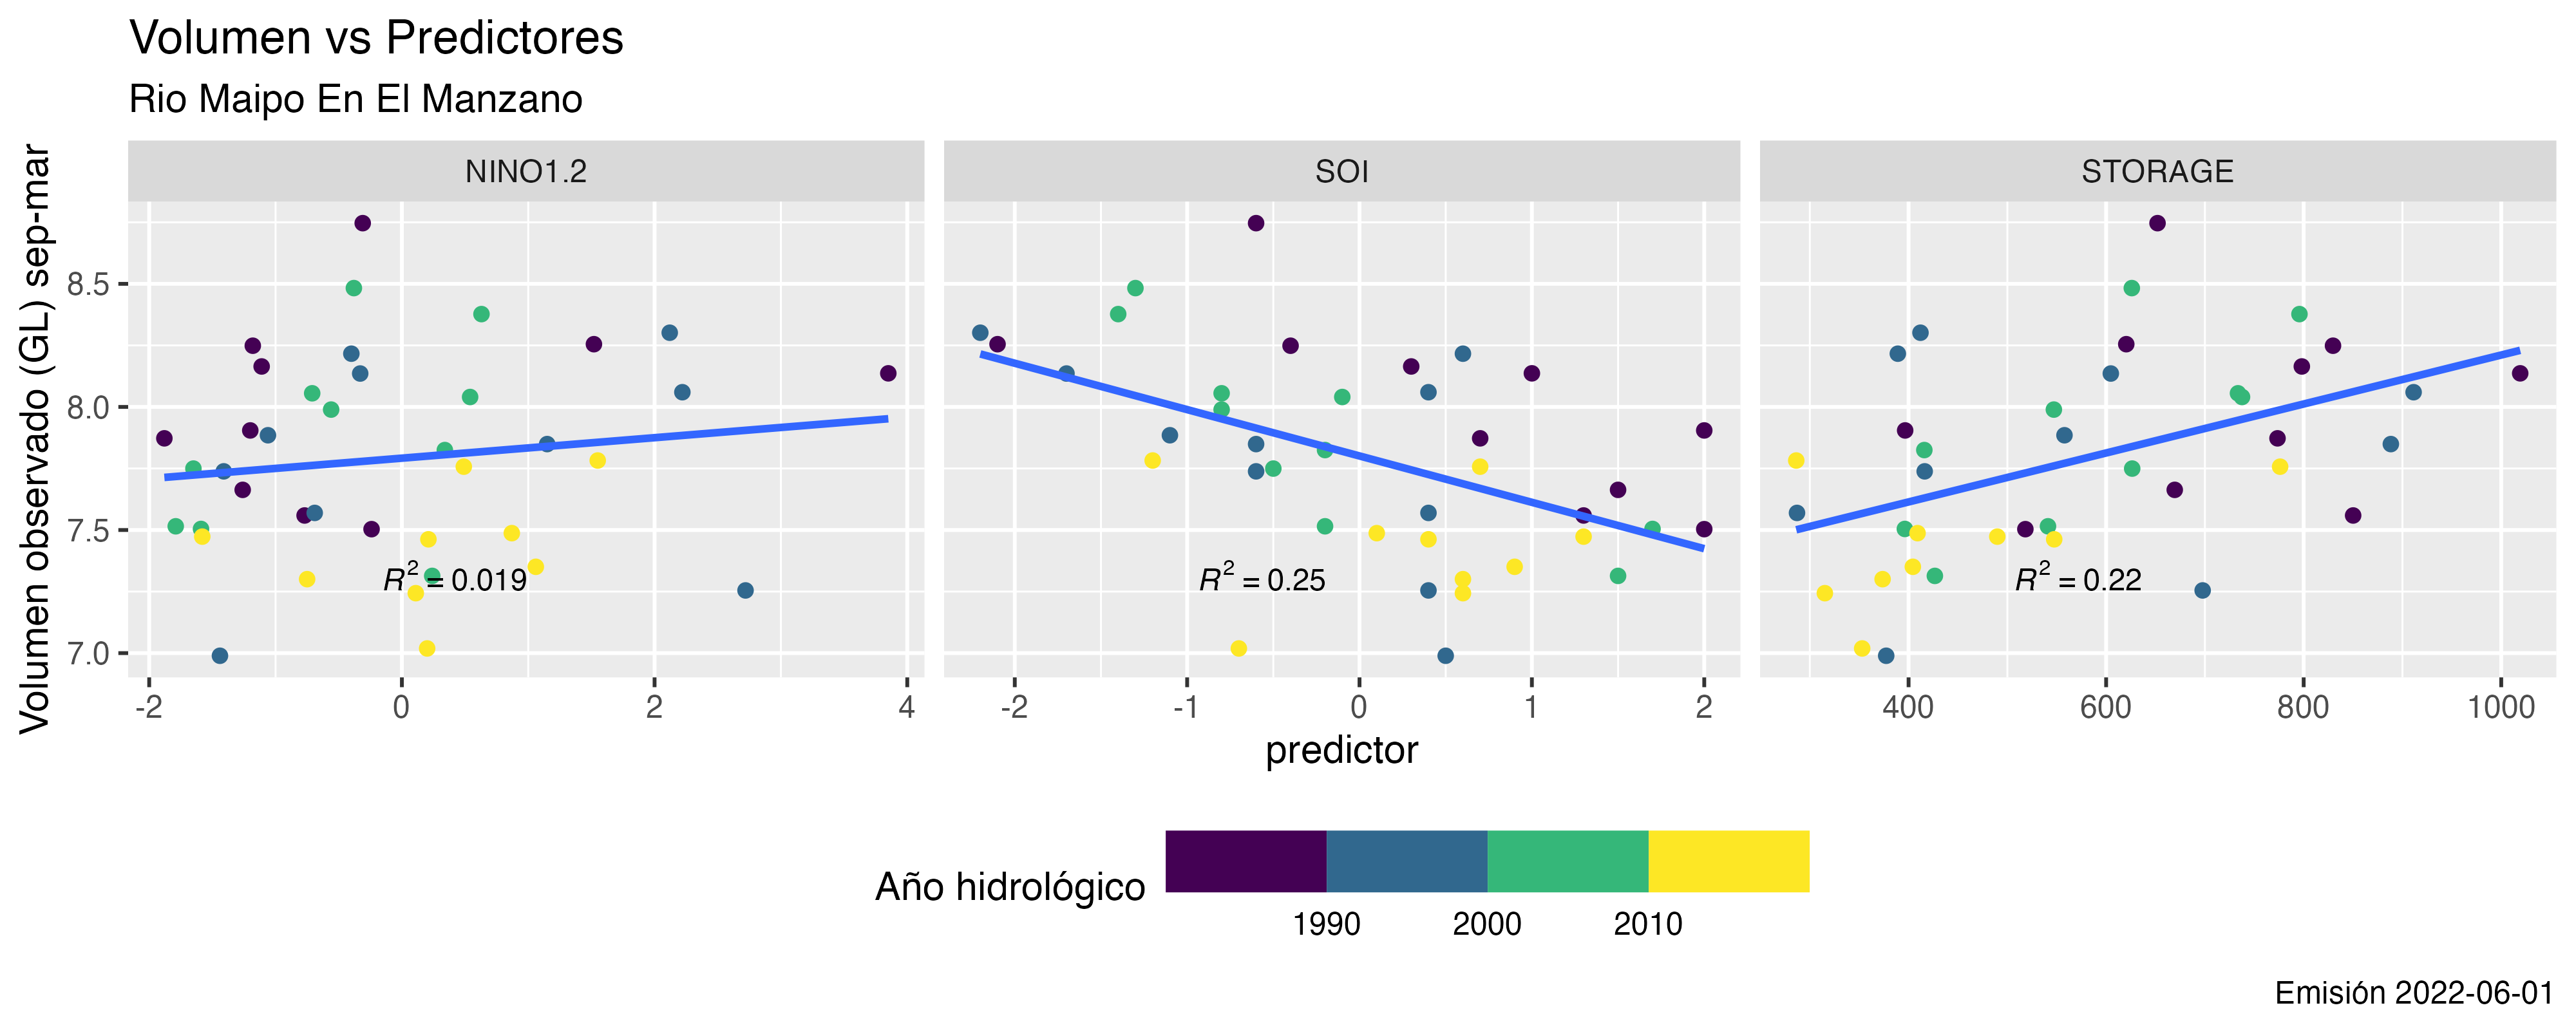 Volumen vs Predictores
Rio Maipo En El Manzano
Volumen observado (GL) sep-mar
NINO1.2
SOI
STORAGE
8.5
8.0
7.5
7.0
R² = 0.019
R² = 0.25
R² = 0.22
-2 0 2 4
-2 -1 0 1 2
400 600 800 1000
predictor
Año hidrológico
1990 2000 2010
Emisión 2022-06-01